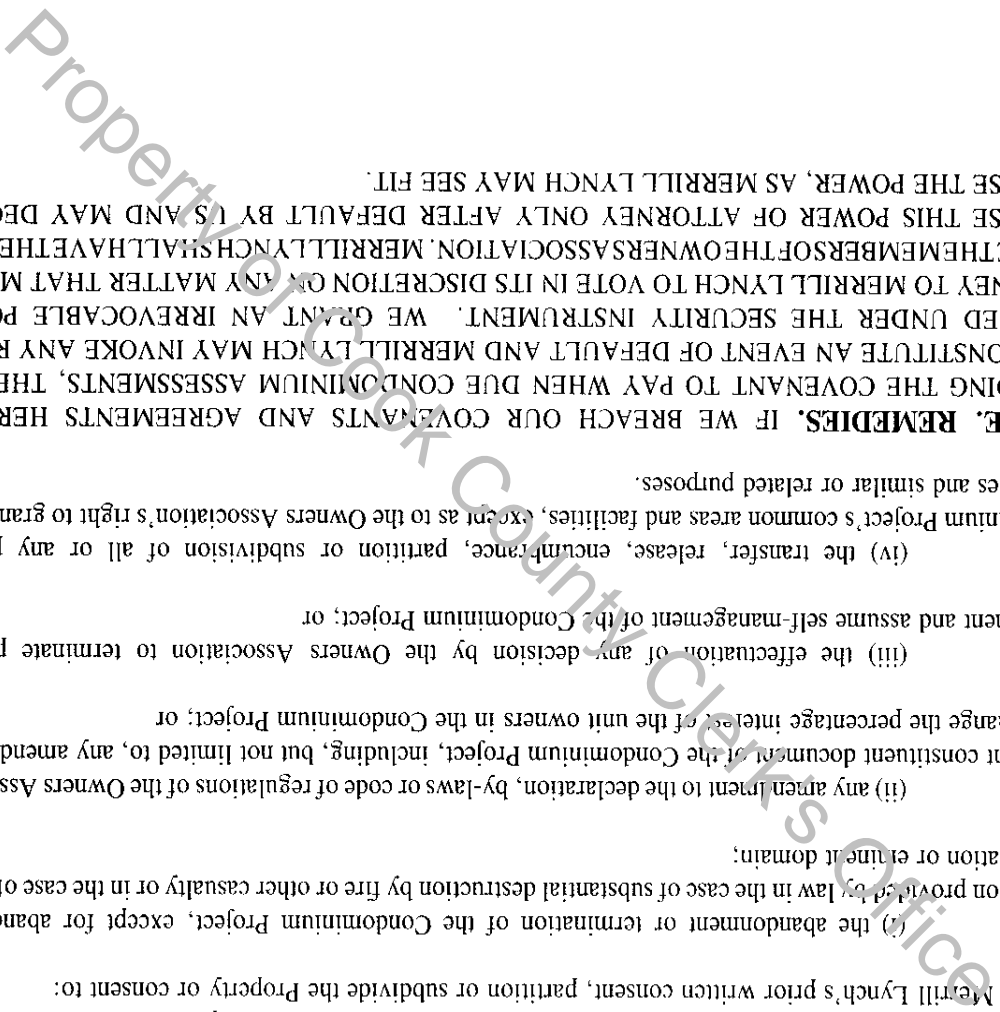 Merrill Lynch's prior written consent, partition or subdivide the Property or consent to:
(i) the abandonment or termination of the Condominium Project, except for aband
on provided by law in the case of substantial destruction by fire or other casualty or in the case of
ation or eminent domain;
(ii) any amendment to the declaration, by-laws or code of regulations of the Owners Ass
nt constituent document of the Condominium Project, including, but not limited to, any amend
ange the percentage interest of the unit owners in the Condominium Project; or
(iii) the effectuation of any decision by the Owners Association to terminate p
ent and assume self-management of the Condominium Project; or
(iv) the transfer, release, encumbrance, partition or subdivision of all or any p
inium Project's common areas and facilities, except as to the Owners Association's right to gran
es and similar or related purposes.
E. REMEDIES. IF WE BREACH OUR COVENANTS AND AGREEMENTS HER
DING THE COVENANT TO PAY WHEN DUE CONDOMINIUM ASSESSMENTS, THE
ONSTITUTE AN EVENT OF DEFAULT AND MERRILL LYNCH MAY INVOKE ANY R
ED UNDER THE SECURITY INSTRUMENT. WE GRANT AN IRREVOCABLE PO
NEY TO MERRILL LYNCH TO VOTE IN ITS DISCRETION ON ANY MATTER THAT M
THE MEMBERS OF THE OWNERS ASSOCIATION. MERRILL LYNCH SHALL HAVE THE
SE THIS POWER OF ATTORNEY ONLY AFTER DEFAULT BY US AND MAY DEC
SE THE POWER, AS MERRILL LYNCH MAY SEE FIT.
Property of Cook County Clerk's Office